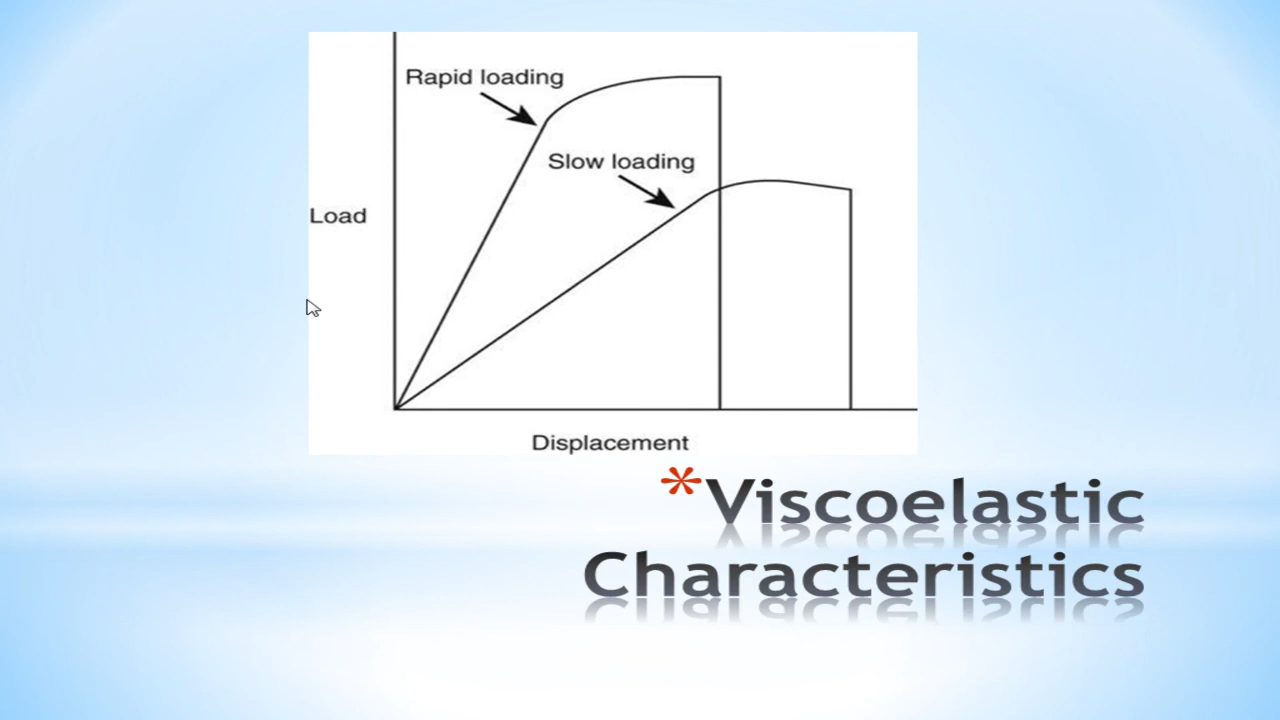 Rapid loading
Slow loading
Load
Displacement
*Viscoelastic
Characteristics